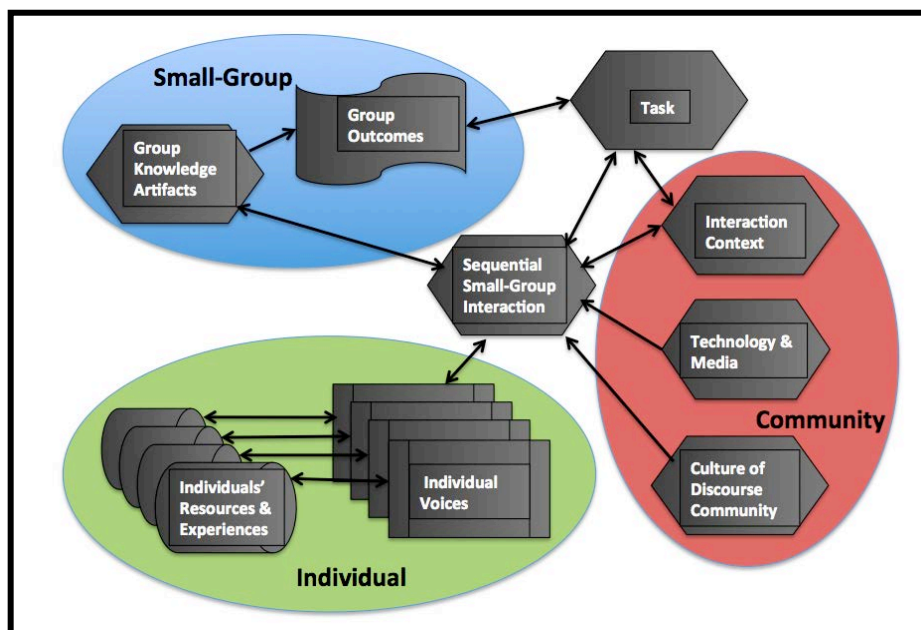 Small-Group
Group
Outcomes
Task
Group
Knowledge
Artifacts
Interaction
Context
Sequential
Small-Group
Interaction
Technology &
Media
Community
Individuals’
Resources &
Experiences
Individual
Voices
Culture of
Discourse
Community
Individual